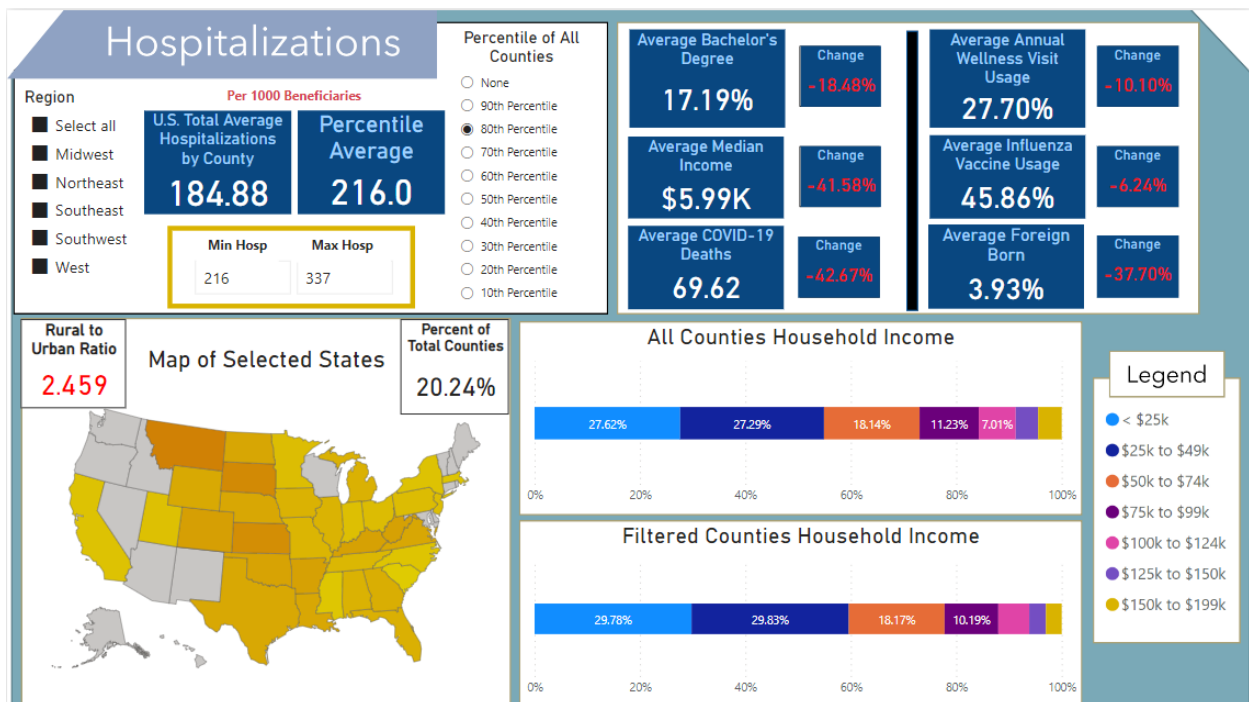 Hospitalizations
Region
Select all
Midwest
Northeast
Southeast
Southwest
West
Per 1000 Beneficiaries
U.S. Total Average
Hospitalizations
by County
184.88
Percentile
Average
216.0
Min Hosp
Max Hosp
216
337
Percentile of All
Counties
None
90th Percentile
80th Percentile
70th Percentile
60th Percentile
50th Percentile
40th Percentile
30th Percentile
20th Percentile
10th Percentile
Average Bachelor's
Degree
17.19%
Change
-18.48%
Average Median
Income
$5.99K
Change
-41.58%
Average COVID-19
Deaths
69.62
Change
-42.67%
Average Annual
Wellness Visit
Usage
27.70%
Change
-10.10%
Average Influenza
Vaccine Usage
45.86%
Change
-6.24%
Average Foreign
Born
3.93%
Change
-37.70%
Rural to
Urban Ratio
2.459
Map of Selected States
Percent of
Total Counties
20.24%
All Counties Household Income
27.62%
27.29%
18.14%
11.23%
7.01%
0%
20%
40%
60%
80%
100%
Filtered Counties Household Income
29.78%
29.83%
18.17%
10.19%
0%
20%
40%
60%
80%
100%
Legend
< $25k
$25k to $49k
$50k to $74k
$75k to $99k
$100k to $124k
$125k to $150k
$150k to $199k